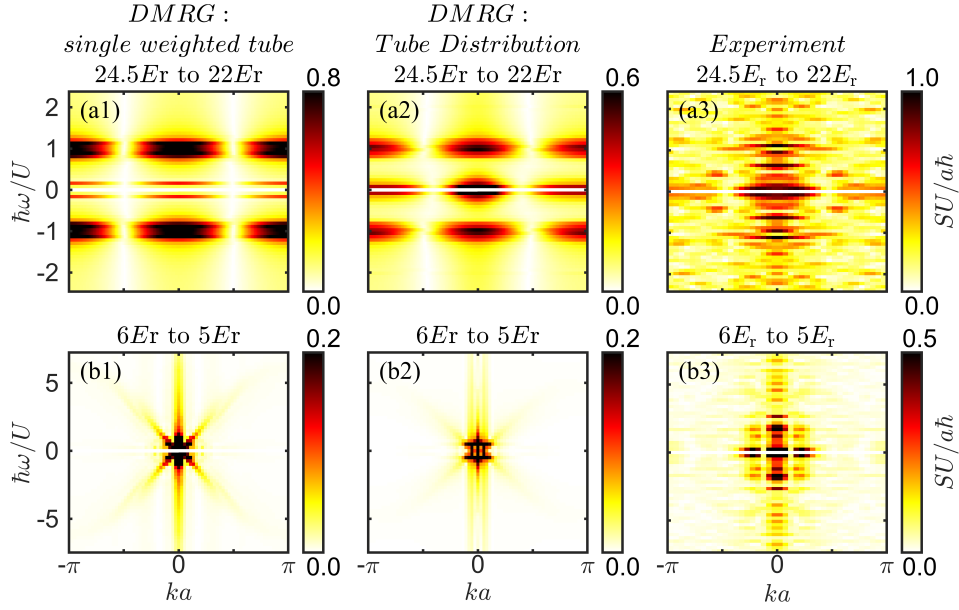 DMRG : DMRG :
single weighted tube Tube Distribution Experiment
24.5Er to 22Er 24.5Er to 22Er 24.5Er to 22Er
0.8 0.6 1.0
(a1) (a2) (a3)
2
1
0
-1
-2
ħω/U
SU/aħ
0.0 0.0 0.0
6Er to 5Er 6Er to 5Er 6Er to 5Er
0.2 0.2 0.5
(b1) (b2) (b3)
5
0
-5
ħω/U
SU/aħ
0.0 0.0 0.0
-π 0 π 0 π 0 π
ka ka ka